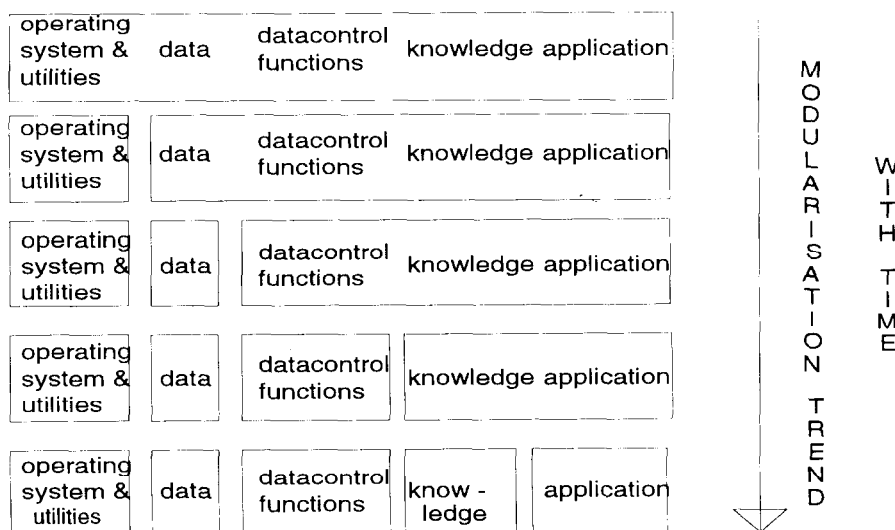 operating system & utilities data datacontrol functions knowledge application
operating system & utilities data datacontrol functions knowledge application
operating system & utilities data datacontrol functions knowledge application
operating system & utilities data datacontrol functions knowledge application
operating system & utilities data datacontrol functions know - ledge application
MODULARISATION TREND
WITH TIME